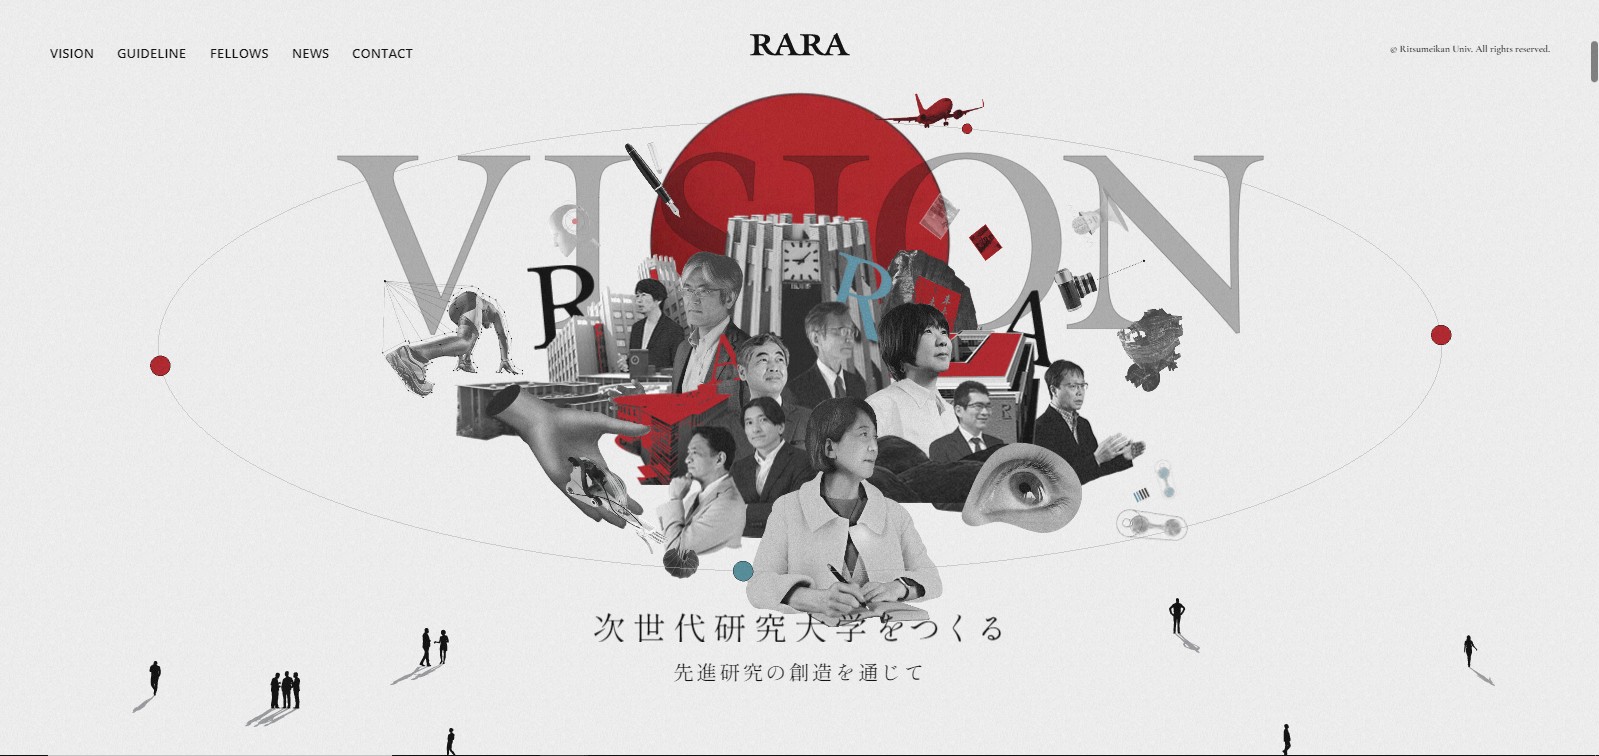 VISION GUIDELINE FELLOWS NEWS CONTACT
RARA
© Ritsumeikan Univ. All rights reserved.
VISION
R A R A
次世代研究大学をつくる
先進研究の創造を通じて